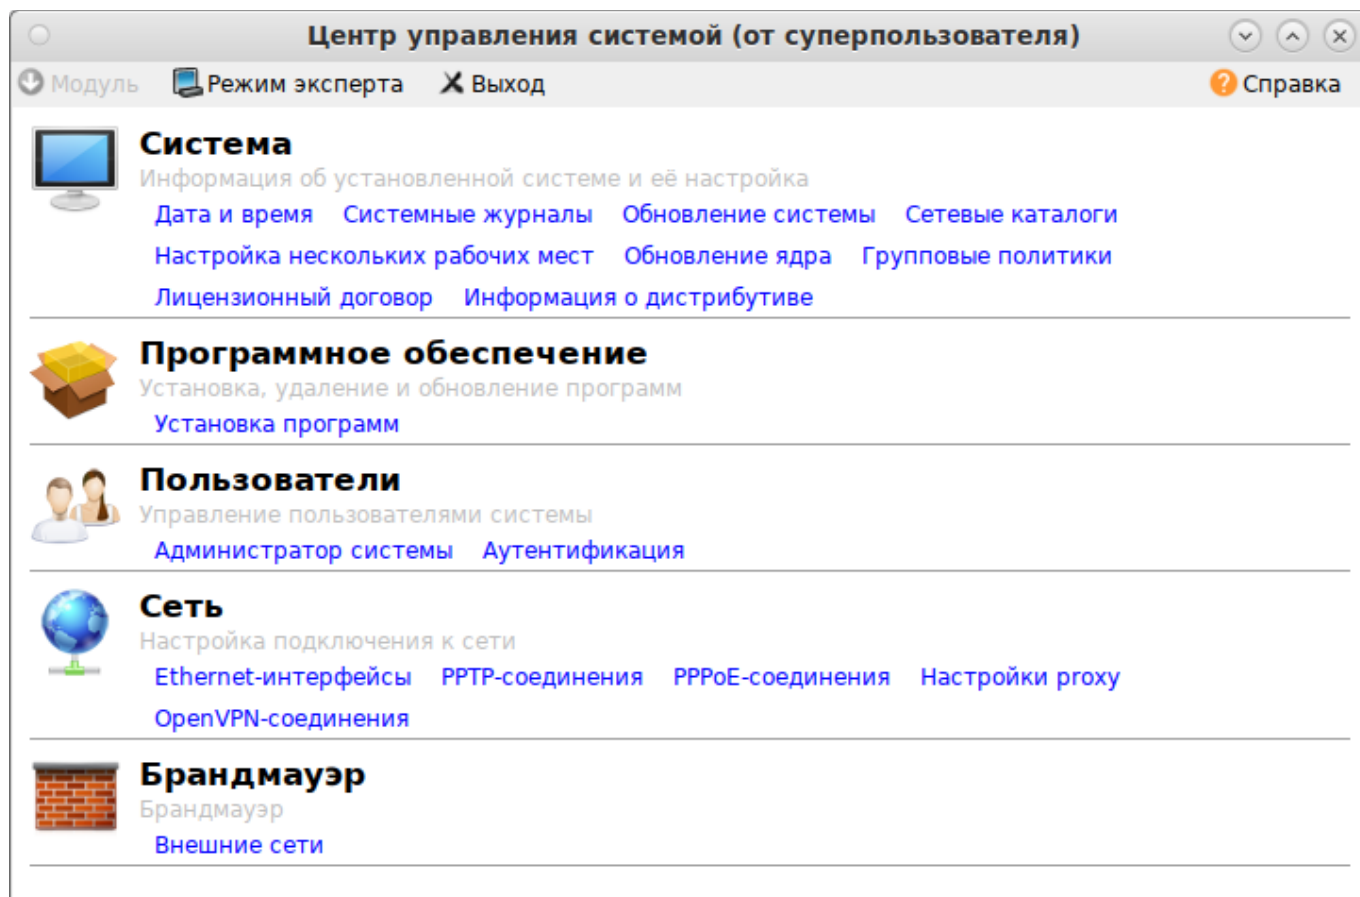 Центр управления системой (от суперпользователя)
Модуль Режим эксперта Выход Справка
Система
Информация об установленной системе и её настройка
Дата и время Системные журналы Обновление системы Сетевые каталоги
Настройка нескольких рабочих мест Обновление ядра Групповые политики
Лицензионный договор Информация о дистрибутиве
Программное обеспечение
Установка, удаление и обновление программ
Установка программ
Пользователи
Управление пользователями системы
Администратор системы Аутентификация
Сеть
Настройка подключения к сети
Ethernet-интерфейсы PPTP-соединения PPPoE-соединения Настройки proxy
OpenVPN-соединения
Брандмауэр
Брандмауэр
Внешние сети